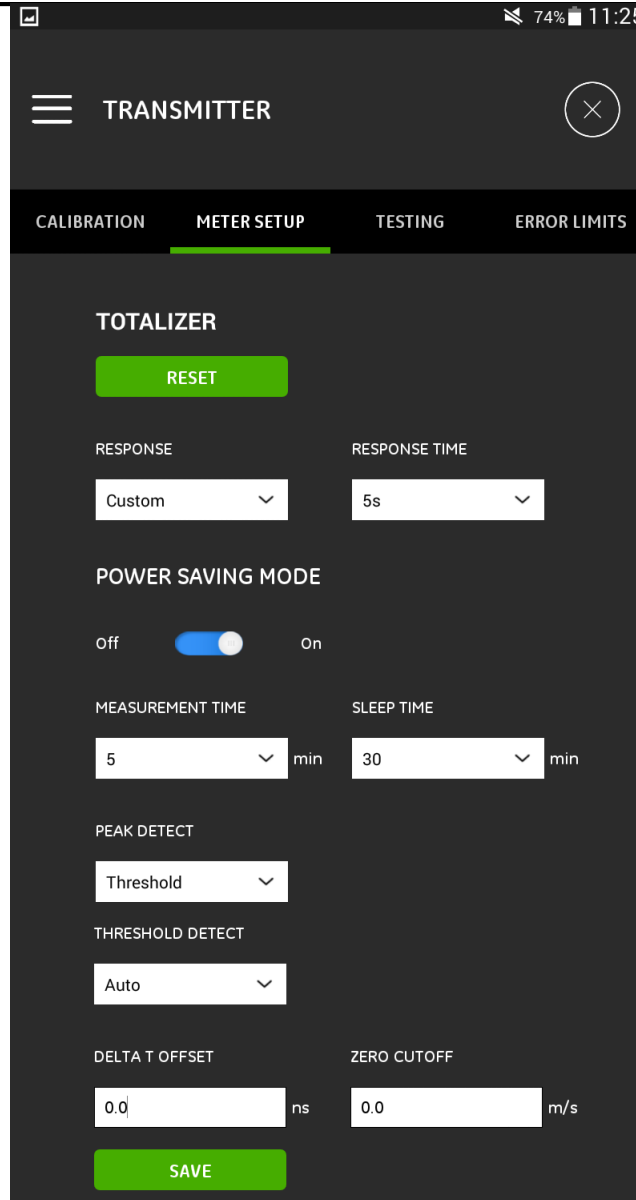 74% 11:25
TRANSMITTER
CALIBRATION METER SETUP TESTING ERROR LIMITS
TOTALIZER
RESET
RESPONSE RESPONSE TIME
Custom 5s
POWER SAVING MODE
Off On
MEASUREMENT TIME SLEEP TIME
5 min 30 min
PEAK DETECT
Threshold
THRESHOLD DETECT
Auto
DELTA T OFFSET ZERO CUTOFF
0.0 ns 0.0 m/s
SAVE